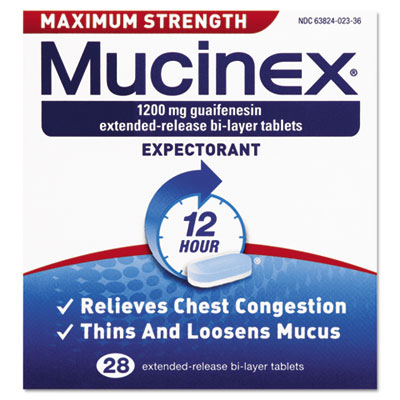 MAXIMUM STRENGTH
NDC 63824-023-36
Mucinex®
1200 mg guaifenesin
extended-release bi-layer tablets
EXPECTORANT
12
HOUR
®
✓ Relieves Chest Congestion
✓ Thins And Loosens Mucus
28 extended-release bi-layer tablets